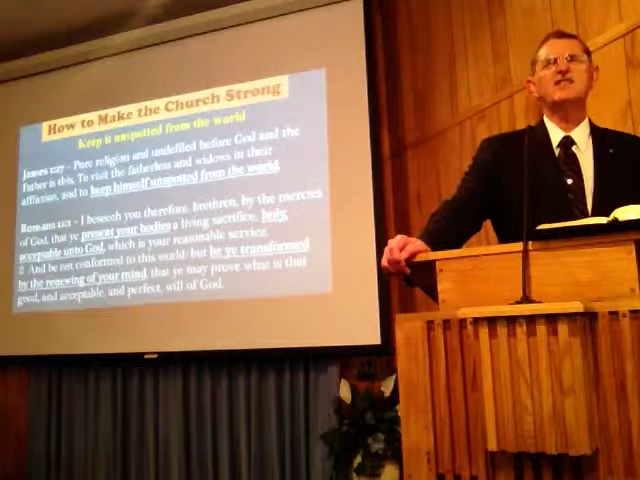 How to Make the Church Strong
Keep it unspotted from the world
James 1:27 - Pure religion and undefiled before God and the
Father is this, To visit the fatherless and widows in their
affliction, and to keep himself unspotted from the world.
Romans 12:1 - I beseech you therefore, brethren, by the mercies
of God, that ye present your bodies a living sacrifice, holy,
acceptable unto God, which is your reasonable service.
2 And be not conformed to this world: but be ye transformed
by the renewing of your mind, that ye may prove what is that
good, and acceptable, and perfect, will of God.